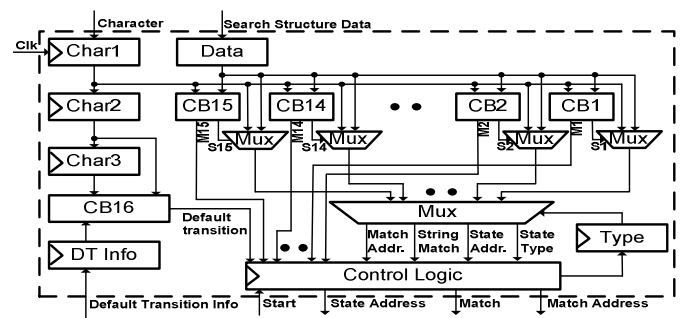 Character
Search Structure Data
Clk
Char1
Data
Char2
CB15
CB14
CB2
CB1
M15
M14
M2
M1
S15
Mux
S14
Mux
S2
Mux
S1
Mux
Char3
CB16
Default
transition
Mux
Match
Addr.
String
Match
State
Addr.
State
Type
Type
DT Info
Control Logic
Default Transition Info
Start
State Address
Match
Match Address